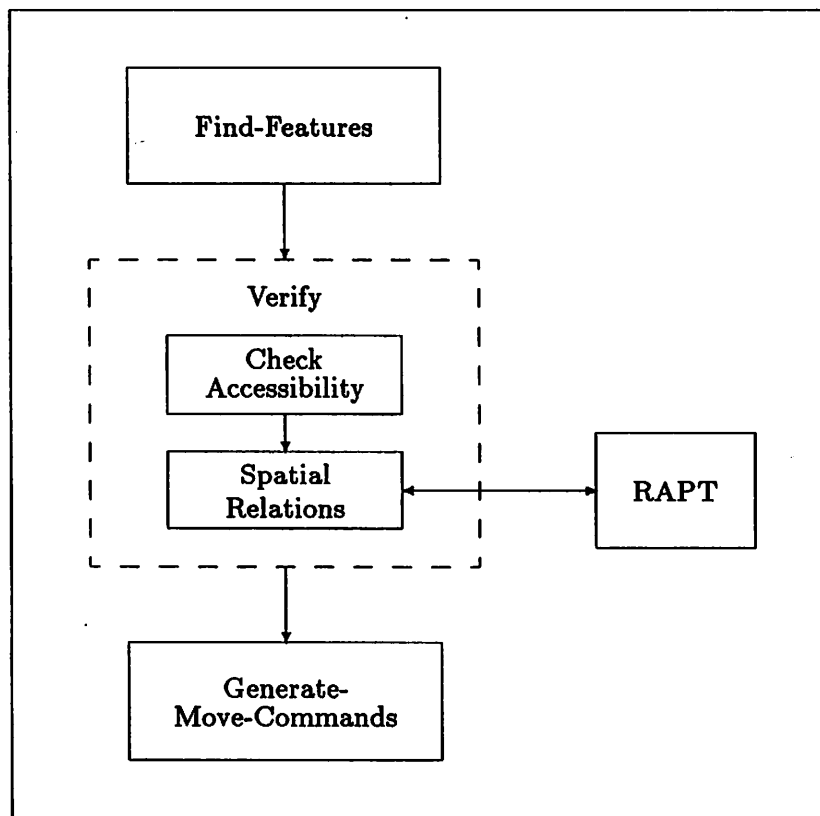 Find-Features
Verify
Check
Accessibility
Spatial
Relations
RAPT
Generate-
Move-Commands